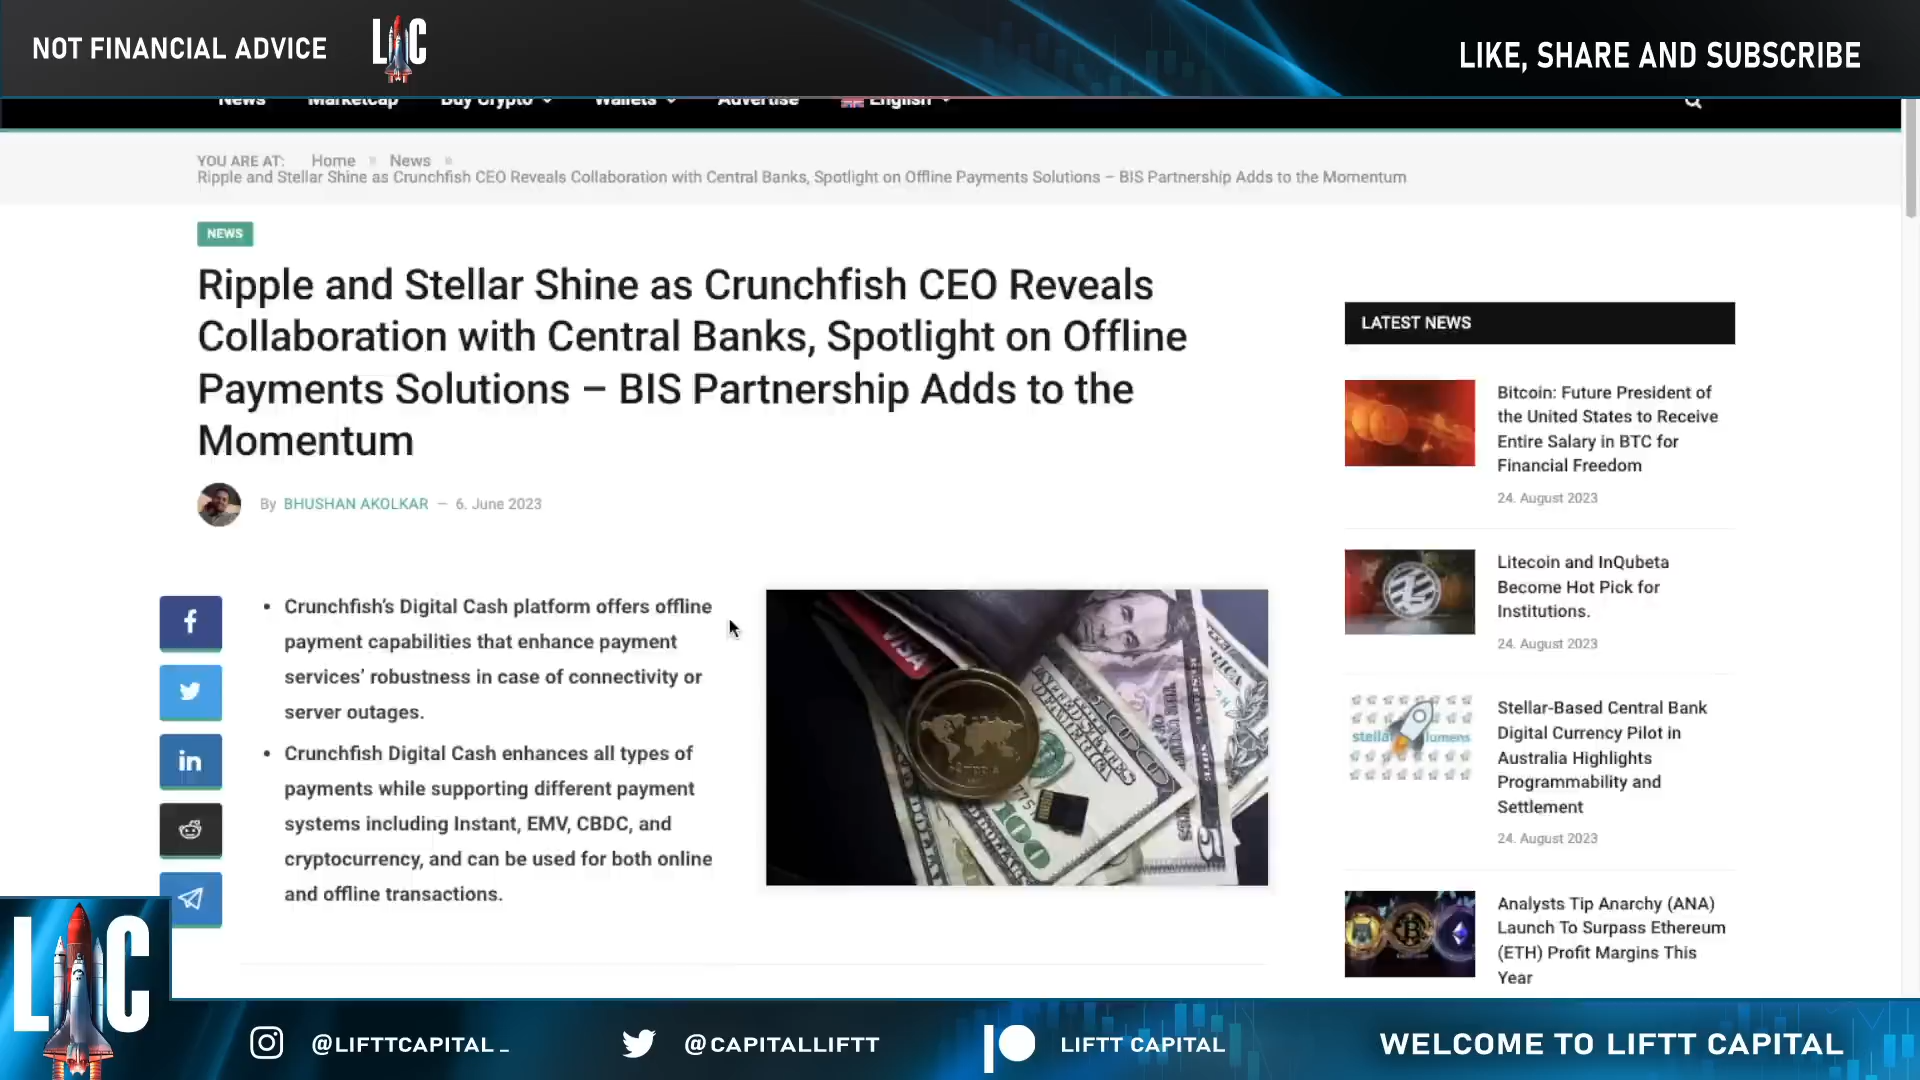 NOT FINANCIAL ADVICE
LIFTT
LIKE, SHARE AND SUBSCRIBE
News Marketcap Buy Crypto Wallets Advertise English
YOU ARE AT: Home News
Ripple and Stellar Shine as Crunchfish CEO Reveals Collaboration with Central Banks, Spotlight on Offline Payments Solutions – BIS Partnership Adds to the Momentum
NEWS
Ripple and Stellar Shine as Crunchfish CEO Reveals
Collaboration with Central Banks, Spotlight on Offline
Payments Solutions – BIS Partnership Adds to the
Momentum
By BHUSHAN AKOLKAR — 6. June 2023
• Crunchfish's Digital Cash platform offers offline
payment capabilities that enhance payment
services' robustness in case of connectivity or
server outages.
• Crunchfish Digital Cash enhances all types of
payments while supporting different payment
systems including Instant, EMV, CBDC, and
cryptocurrency, and can be used for both online
and offline transactions.
VISA
100
5
LATEST NEWS
Bitcoin: Future President of
the United States to Receive
Entire Salary in BTC for
Financial Freedom
24. August 2023
Litecoin and InQubeta
Become Hot Pick for
Institutions.
24. August 2023
stellar lumens
Stellar-Based Central Bank
Digital Currency Pilot in
Australia Highlights
Programmability and
Settlement
24. August 2023
Analysts Tip Anarchy (ANA)
Launch To Surpass Ethereum
(ETH) Profit Margins This
Year
L C
@LIFTTCAPITAL_
@CAPITALLIFTT
LIFTT CAPITAL
WELCOME TO LIFTT CAPITAL